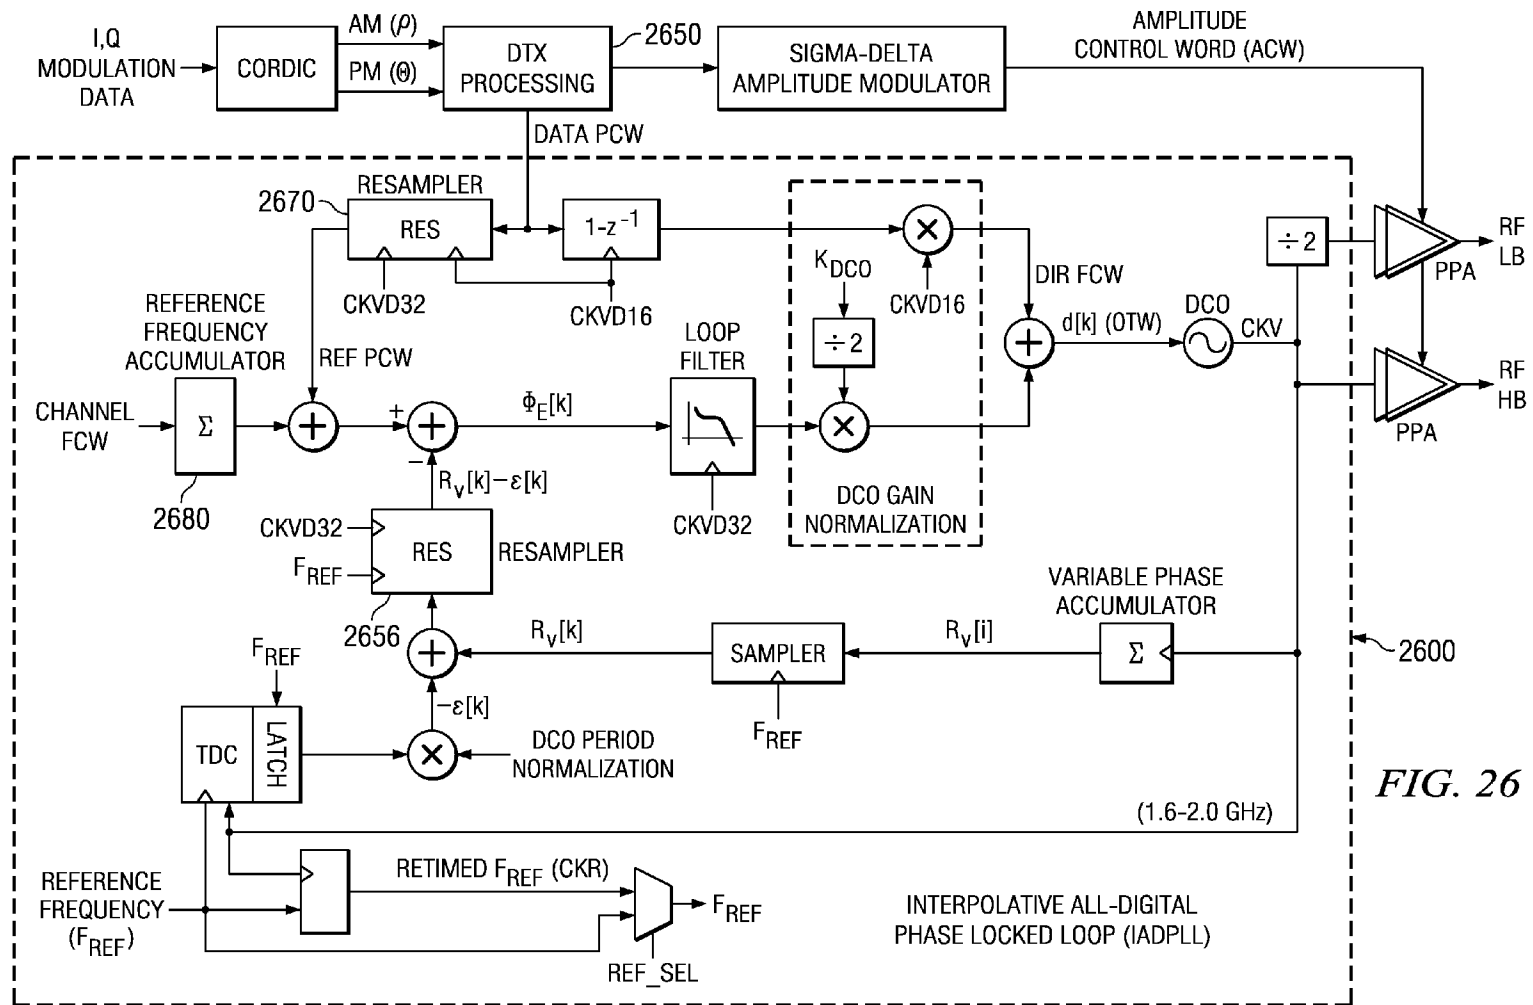 I,Q
MODULATION
DATA
CORDIC
AM (ρ)
PM (Θ)
DTX
PROCESSING
2650
SIGMA-DELTA
AMPLITUDE MODULATOR
AMPLITUDE
CONTROL WORD (ACW)
DATA PCW
RESAMPLER
2670
RES
1-z⁻¹
CKVD32
CKVD16
K_DCO
÷2
CKVD16
DIR FCW
÷2
PPA
RF
LB
REFERENCE
FREQUENCY
ACCUMULATOR
REF PCW
LOOP
FILTER
d[k] (OTW)
DCO
CKV
CHANNEL
FCW
Σ
+
Φ_E[k]
RF
HB
PPA
2680
−
R_V[k]−ε[k]
CKVD32
DCO GAIN
NORMALIZATION
CKVD32
F_REF
RES
RESAMPLER
2656
VARIABLE PHASE
ACCUMULATOR
R_V[k]
SAMPLER
R_V[i]
Σ
2600
F_REF
F_REF
−ε[k]
TDC
LATCH
DCO PERIOD
NORMALIZATION
FIG. 26
(1.6-2.0 GHz)
REFERENCE
FREQUENCY
(F_REF)
RETIMED F_REF (CKR)
F_REF
REF_SEL
INTERPOLATIVE ALL-DIGITAL
PHASE LOCKED LOOP (IADPLL)